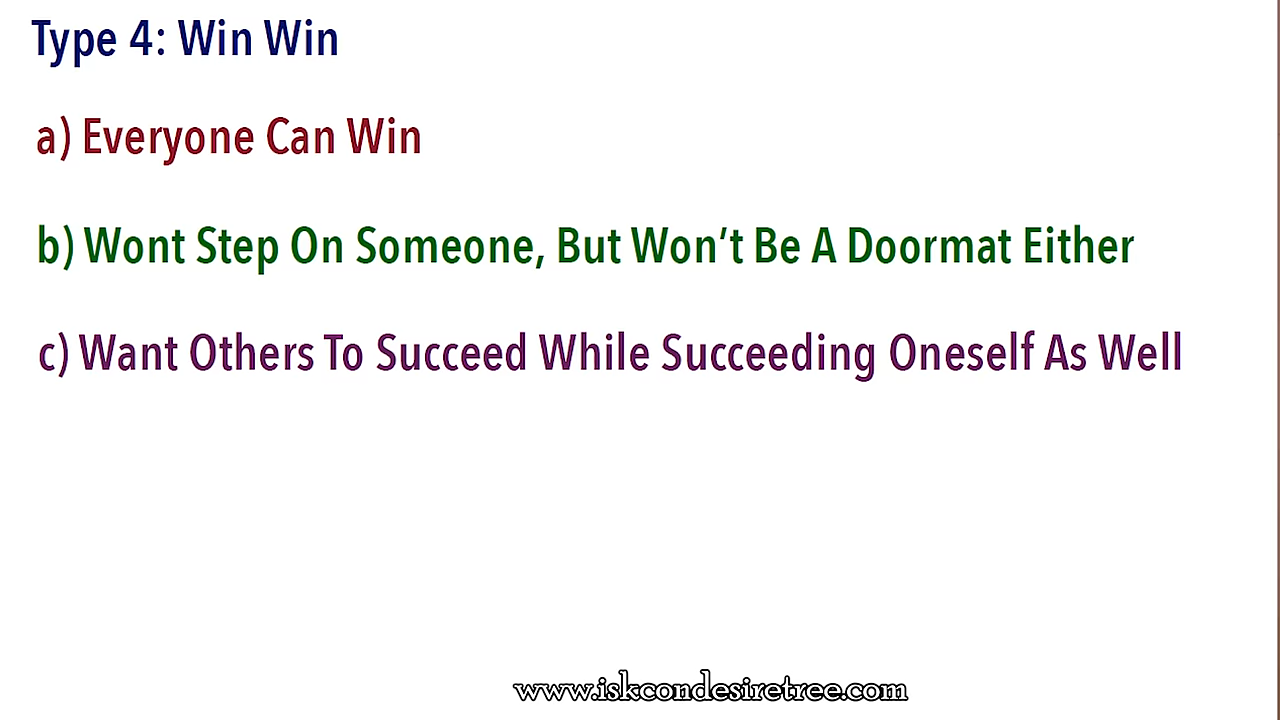 Type 4: Win Win
a) Everyone Can Win
b) Wont Step On Someone, But Won’t Be A Doormat Either
c) Want Others To Succeed While Succeeding Oneself As Well
www.iskcondesiretree.com